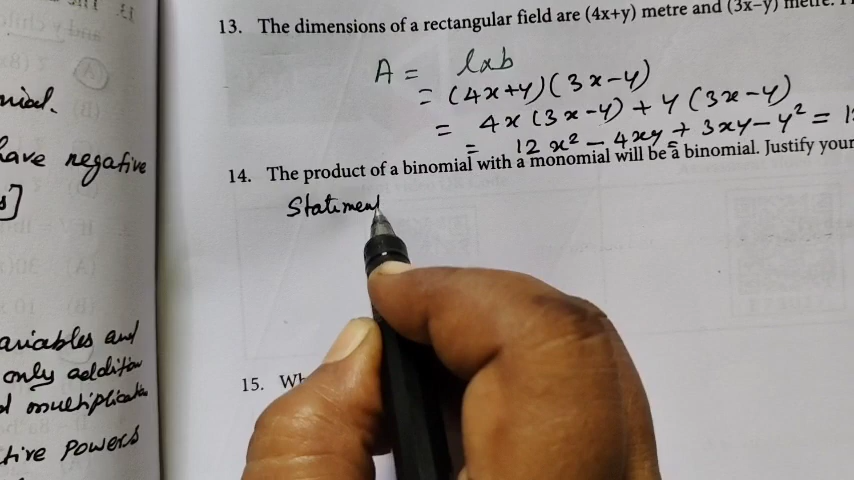 13. The dimensions of a rectangular field are (4x+y) metre and (3x−y) metre.
A = l×b
= (4x+y)(3x−y)
= 4x(3x−y) + y(3x−y)
= 12x² − 4xy + 3xy − y² =
14. The product of a binomial with a monomial will be a binomial. Justify your
Statement
15.
nial.
have negative
s]
variables and
only addition
multiplicati
tive Powers